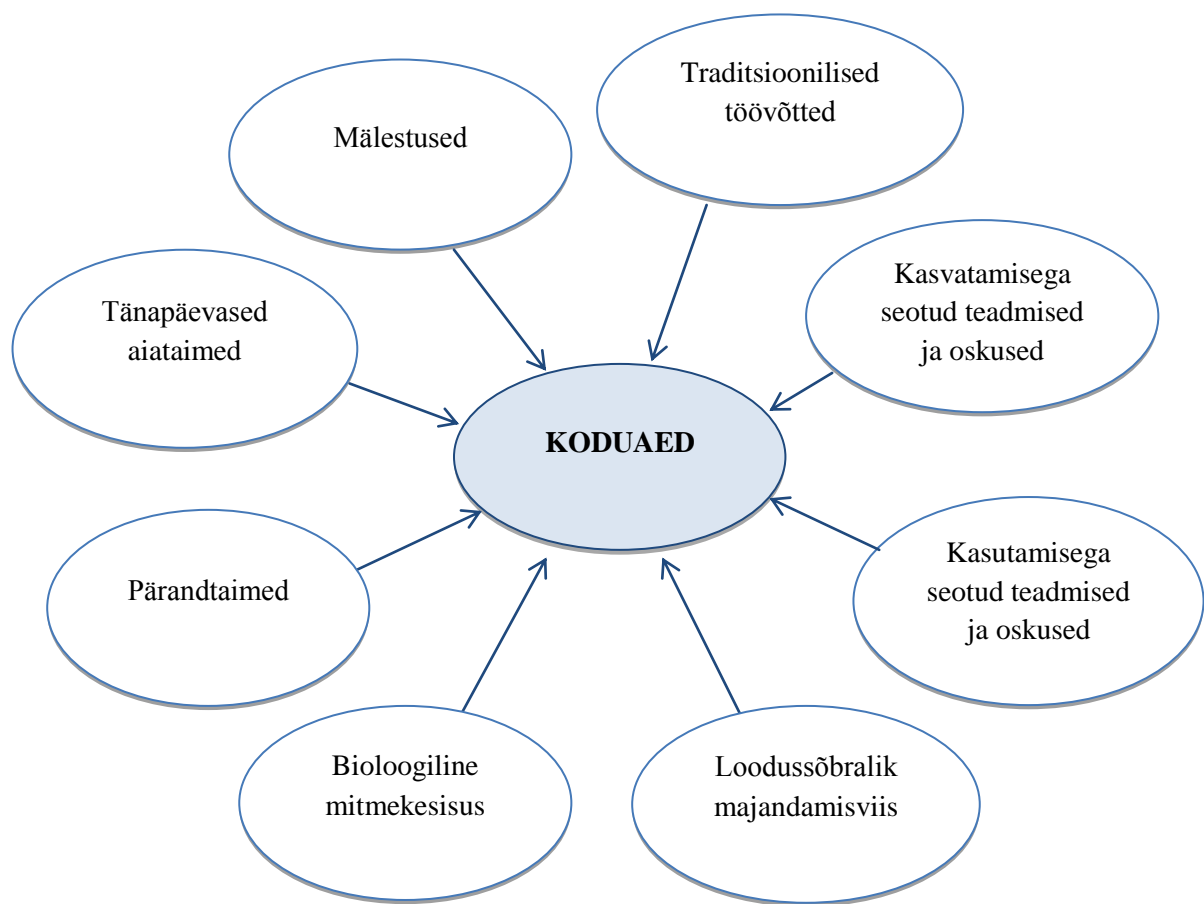 Traditsioonilised
töövõtted
Mälestused
Kasvatamisega
seotud teadmised
ja oskused
Tänapäevased
aiataimed
KODUAED
Kasutamisega
seotud teadmised
ja oskused
Pärandtaimed
Bioloogiline
mitmekesisus
Loodussõbralik
majandamisviis